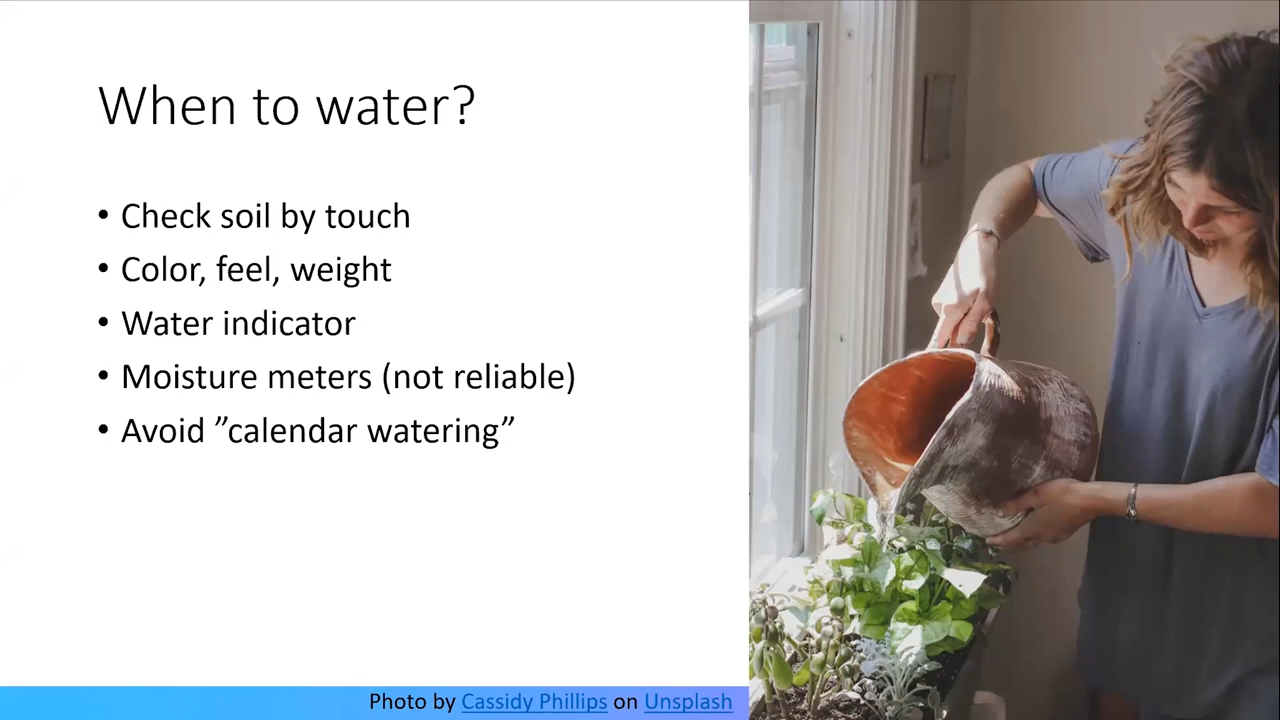 When to water?
• Check soil by touch
• Color, feel, weight
• Water indicator
• Moisture meters (not reliable)
• Avoid ”calendar watering”
Photo by Cassidy Phillips on Unsplash